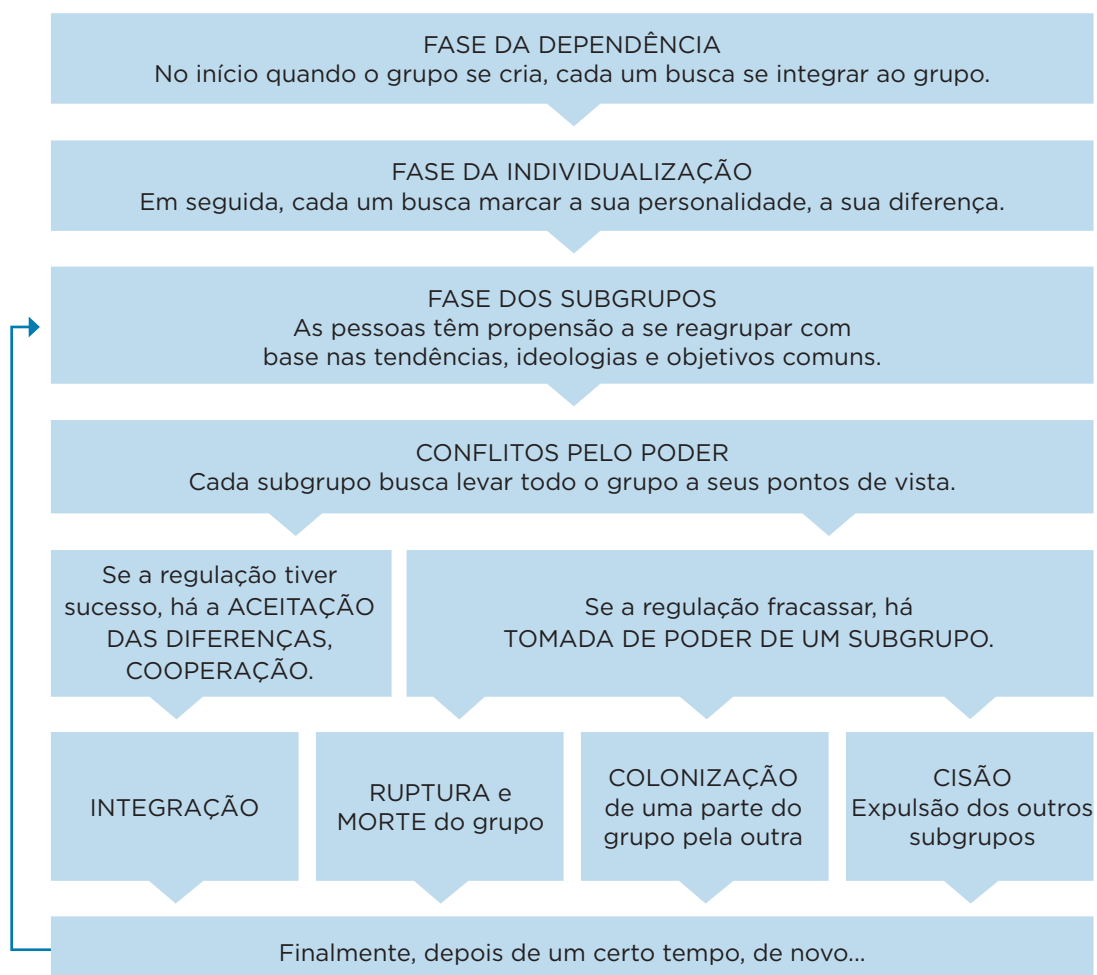 FASE DA DEPENDÊNCIA
No início quando o grupo se cria, cada um busca se integrar ao grupo.
FASE DA INDIVIDUALIZAÇÃO
Em seguida, cada um busca marcar a sua personalidade, a sua diferença.
FASE DOS SUBGRUPOS
As pessoas têm propensão a se reagrupar com
base nas tendências, ideologias e objetivos comuns.
CONFLITOS PELO PODER
Cada subgrupo busca levar todo o grupo a seus pontos de vista.
Se a regulação tiver
sucesso, há a ACEITAÇÃO
DAS DIFERENÇAS,
COOPERAÇÃO.
Se a regulação fracassar, há
TOMADA DE PODER DE UM SUBGRUPO.
INTEGRAÇÃO
RUPTURA e
MORTE do grupo
COLONIZAÇÃO
de uma parte do
grupo pela outra
CISÃO
Expulsão dos outros
subgrupos
Finalmente, depois de um certo tempo, de novo...